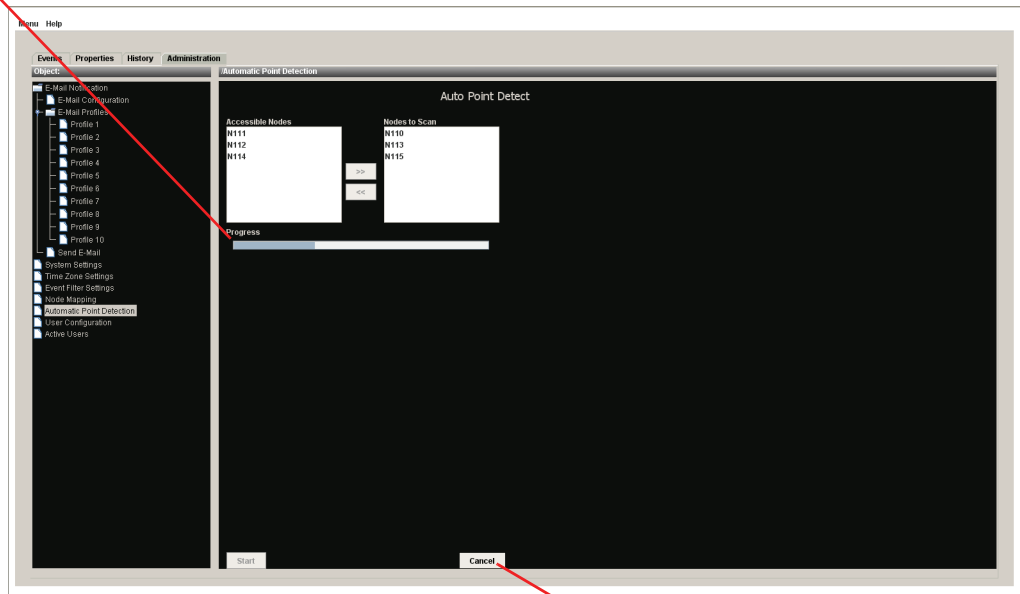 Menu Help
Events Properties History Administration
Object:
/Automatic Point Detection
E-Mail Notification
E-Mail Configuration
E-Mail Profiles
Profile 1
Profile 2
Profile 3
Profile 4
Profile 5
Profile 6
Profile 7
Profile 8
Profile 9
Profile 10
Send E-Mail
System Settings
Time Zone Settings
Event Filter Settings
Node Mapping
Automatic Point Detection
User Configuration
Active Users
Auto Point Detect
Accessible Nodes
N111
N112
N114
>>
<<
Nodes to Scan
N110
N113
N115
Progress
Start
Cancel